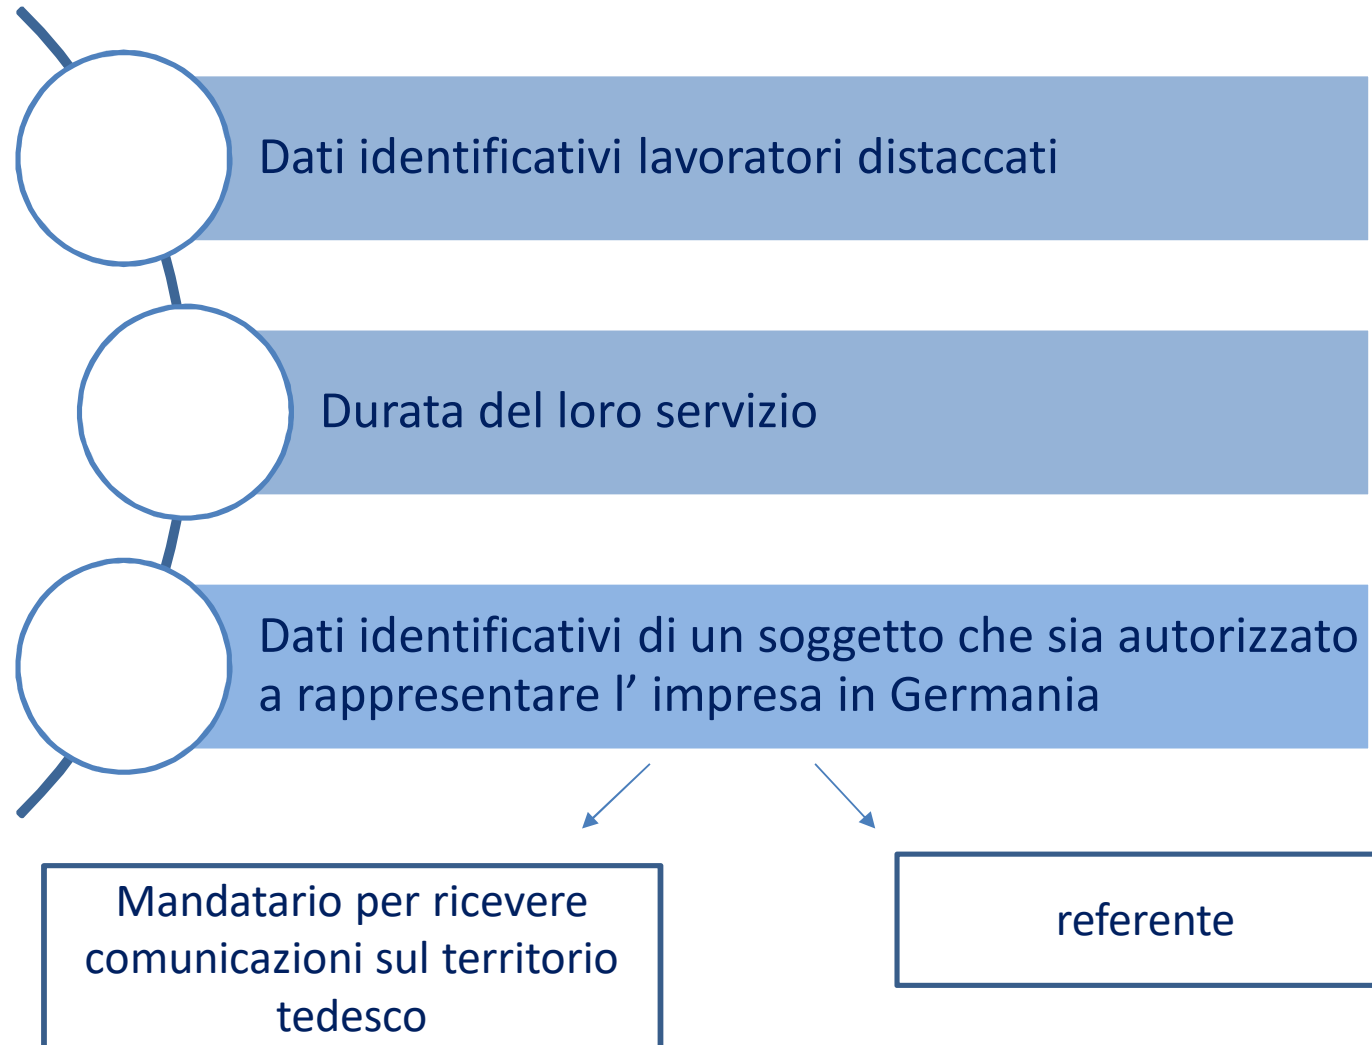 Dati identificativi lavoratori distaccati
Durata del loro servizio
Dati identificativi di un soggetto che sia autorizzato
a rappresentare l’ impresa in Germania
Mandatario per ricevere
comunicazioni sul territorio
tedesco
referente